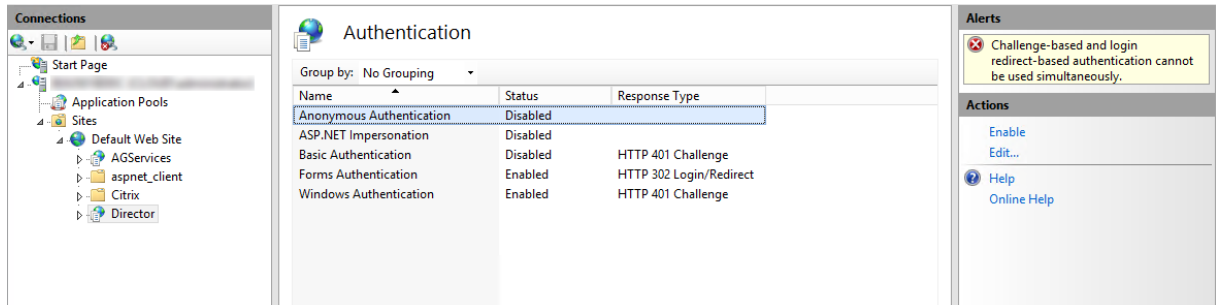 Connections
Start Page
Application Pools
Sites
Default Web Site
AGServices
aspnet_client
Citrix
Director
Authentication
Group by: No Grouping
Name Status Response Type
Anonymous Authentication Disabled
ASP.NET Impersonation Disabled
Basic Authentication Disabled HTTP 401 Challenge
Forms Authentication Enabled HTTP 302 Login/Redirect
Windows Authentication Enabled HTTP 401 Challenge
Alerts
Challenge-based and login
redirect-based authentication cannot
be used simultaneously.
Actions
Enable
Edit...
Help
Online Help